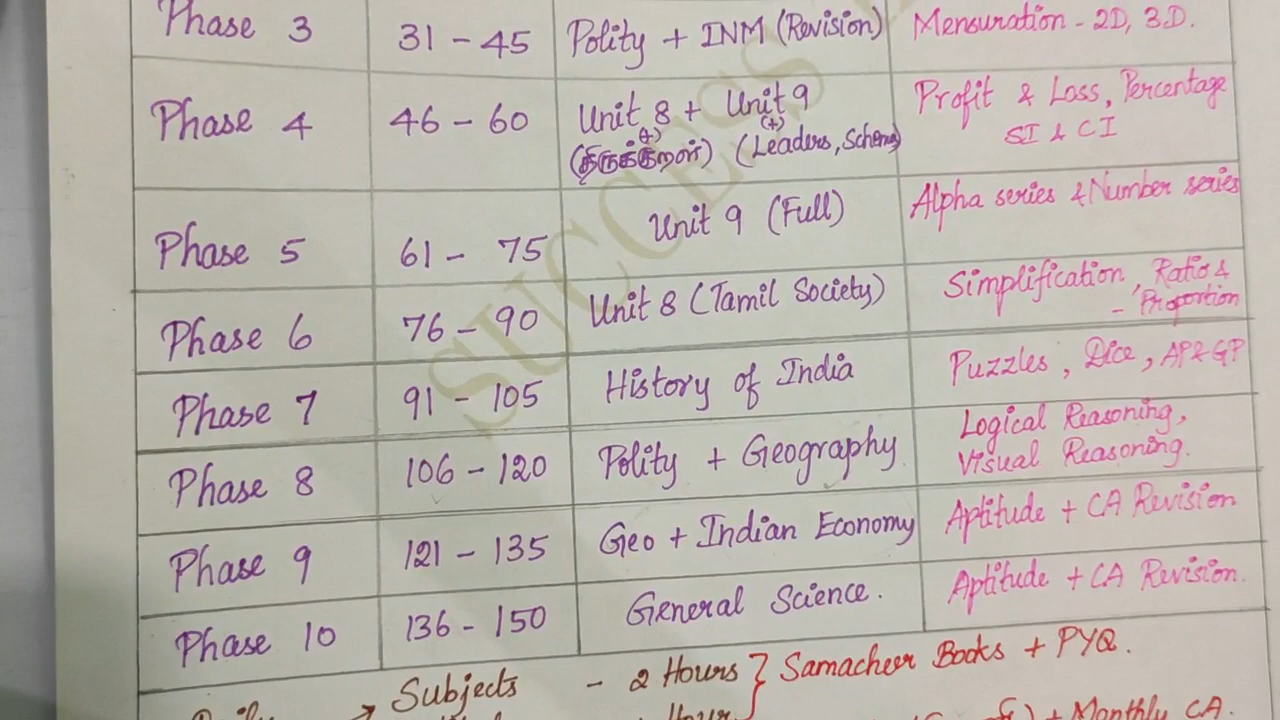 Phase 3 31 - 45 Polity + INM (Revision) Mensuration - 2D, 3D.
Phase 4 46 - 60 Unit 8 + Unit 9 Profit & Loss, Percentage
(+) (+) SI & CI
(திருக்குறள்) (Leaders, Scheme)
Phase 5 61 - 75 Unit 9 (Full) Alpha series & Number series
Phase 6 76 - 90 Unit 8 (Tamil Society) Simplification, Ratio &
- Proportion
Phase 7 91 - 105 History of India Puzzles, Dice, AP & GP
Phase 8 106 - 120 Polity + Geography Logical Reasoning,
Visual Reasoning.
Phase 9 121 - 135 Geo + Indian Economy Aptitude + CA Revision
Phase 10 136 - 150 General Science. Aptitude + CA Revision.
→ Subjects - 2 Hours } Samacheer Books + PYQ.
+ Monthly CA.
SUCCESS